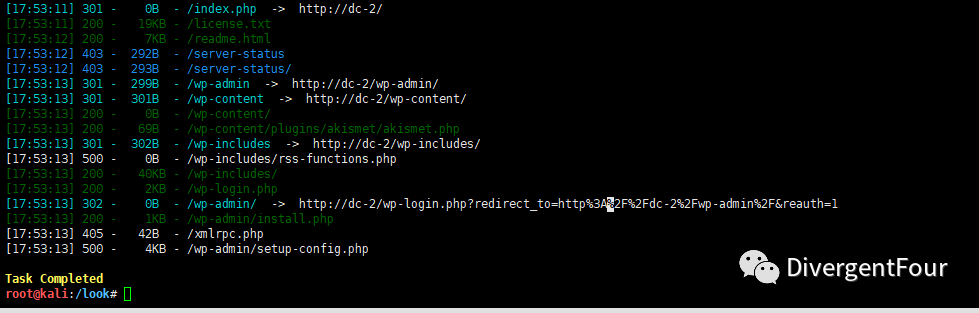 [17:53:11] 301 -    0B  - /index.php  ->  http://dc-2/
[17:53:11] 200 -   19KB - /license.txt
[17:53:12] 200 -    7KB - /readme.html
[17:53:12] 403 -  292B  - /server-status
[17:53:12] 403 -  293B  - /server-status/
[17:53:13] 301 -  299B  - /wp-admin  ->  http://dc-2/wp-admin/
[17:53:13] 301 -  301B  - /wp-content  ->  http://dc-2/wp-content/
[17:53:13] 200 -    0B  - /wp-content/
[17:53:13] 200 -   69B  - /wp-content/plugins/akismet/akismet.php
[17:53:13] 301 -  302B  - /wp-includes  ->  http://dc-2/wp-includes/
[17:53:13] 500 -    0B  - /wp-includes/rss-functions.php
[17:53:13] 200 -   40KB - /wp-includes/
[17:53:13] 200 -    2KB - /wp-login.php
[17:53:13] 302 -    0B  - /wp-admin/  ->  http://dc-2/wp-login.php?redirect_to=http%3A%2F%2Fdc-2%2Fwp-admin%2F&reauth=1
[17:53:13] 200 -    1KB - /wp-admin/install.php
[17:53:13] 405 -   42B  - /xmlrpc.php
[17:53:13] 500 -    4KB - /wp-admin/setup-config.php
Task Completed
root@kali:/look#
DivergentFour